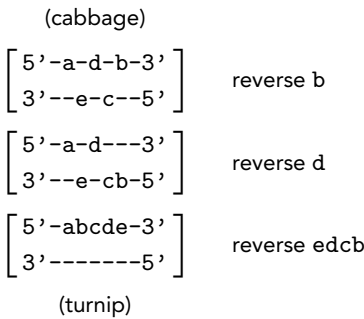 (cabbage)
5’-a-d-b-3’
3’--e-c--5’
reverse b
5’-a-d---3’
3’--e-cb-5’
reverse d
5’-abcde-3’
3’-------5’
reverse edcb
(turnip)